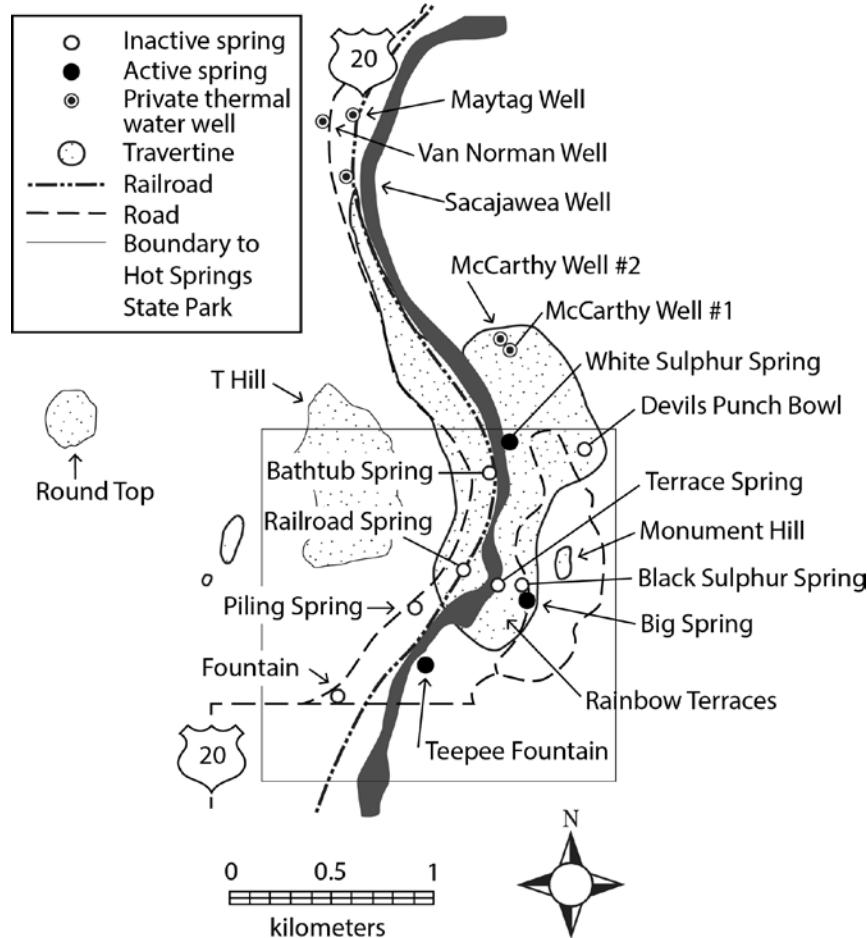 Inactive spring
Active spring
Private thermal
water well
Travertine
Railroad
Road
Boundary to
Hot Springs
State Park
20
Maytag Well
Van Norman Well
Sacajawea Well
McCarthy Well #2
McCarthy Well #1
White Sulphur Spring
T Hill
Devils Punch Bowl
Round Top
Bathtub Spring
Terrace Spring
Railroad Spring
Monument Hill
Black Sulphur Spring
Piling Spring
Big Spring
Fountain
Rainbow Terraces
20
Teepee Fountain
N
0 0.5 1
kilometers